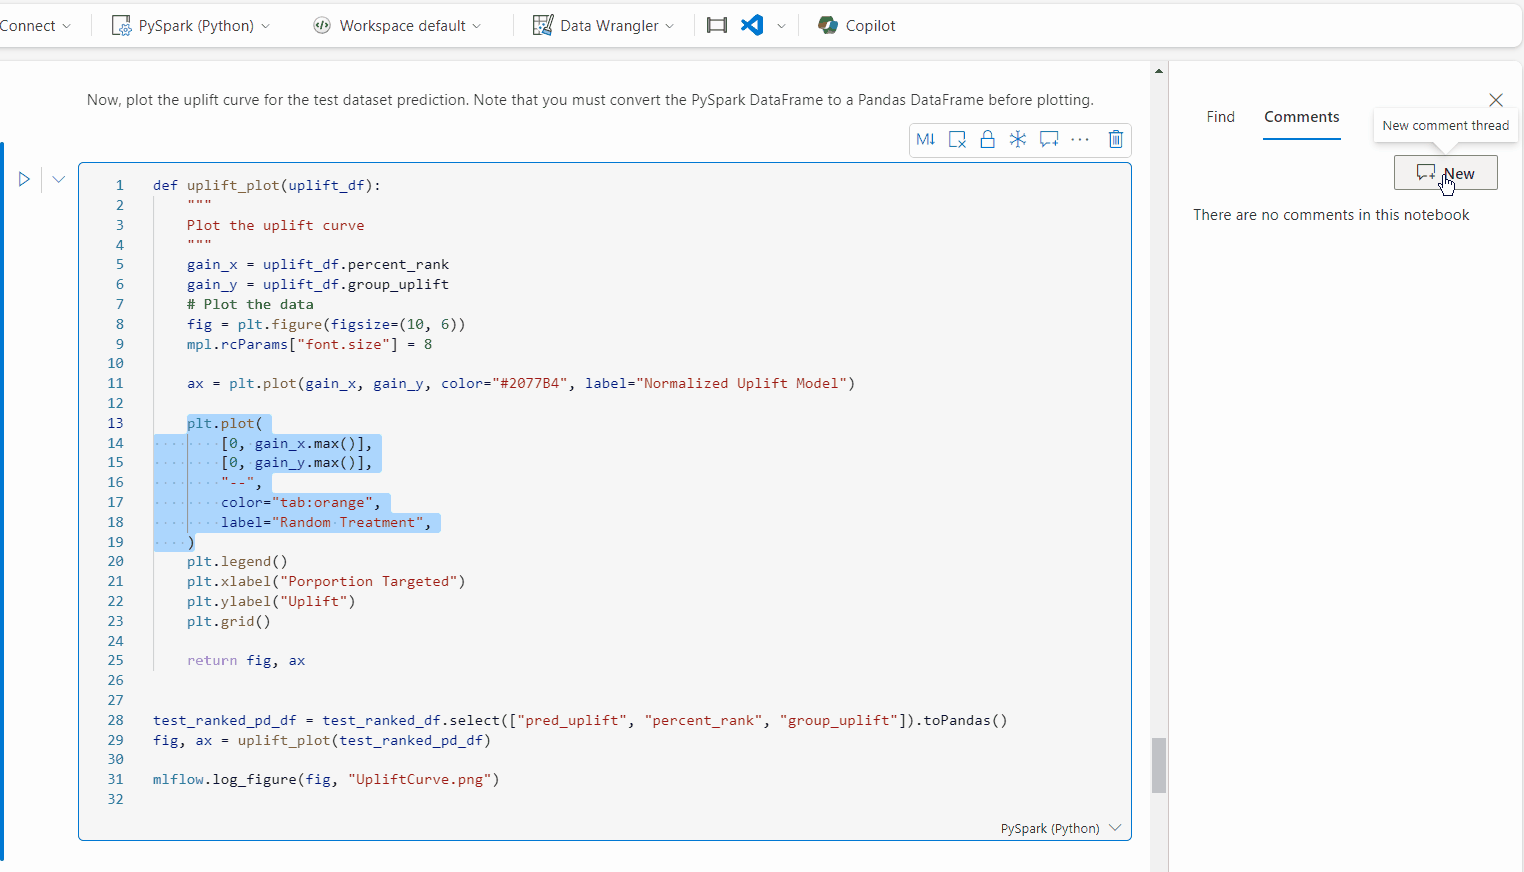 Connect PySpark (Python) Workspace default Data Wrangler Copilot
Now, plot the uplift curve for the test dataset prediction. Note that you must convert the PySpark DataFrame to a Pandas DataFrame before plotting.
M↓ ···
1 def uplift_plot(uplift_df):
2 """
3 Plot the uplift curve
4 """
5 gain_x = uplift_df.percent_rank
6 gain_y = uplift_df.group_uplift
7 # Plot the data
8 fig = plt.figure(figsize=(10, 6))
9 mpl.rcParams["font.size"] = 8
10
11 ax = plt.plot(gain_x, gain_y, color="#2077B4", label="Normalized Uplift Model")
12
13 plt.plot(
14 [0, gain_x.max()],
15 [0, gain_y.max()],
16 "--",
17 color="tab:orange",
18 label="Random Treatment",
19 )
20 plt.legend()
21 plt.xlabel("Porportion Targeted")
22 plt.ylabel("Uplift")
23 plt.grid()
24
25 return fig, ax
26
27
28 test_ranked_pd_df = test_ranked_df.select(["pred_uplift", "percent_rank", "group_uplift"]).toPandas()
29 fig, ax = uplift_plot(test_ranked_pd_df)
30
31 mlflow.log_figure(fig, "UpliftCurve.png")
32
PySpark (Python)
Find Comments
New comment thread
New
There are no comments in this notebook